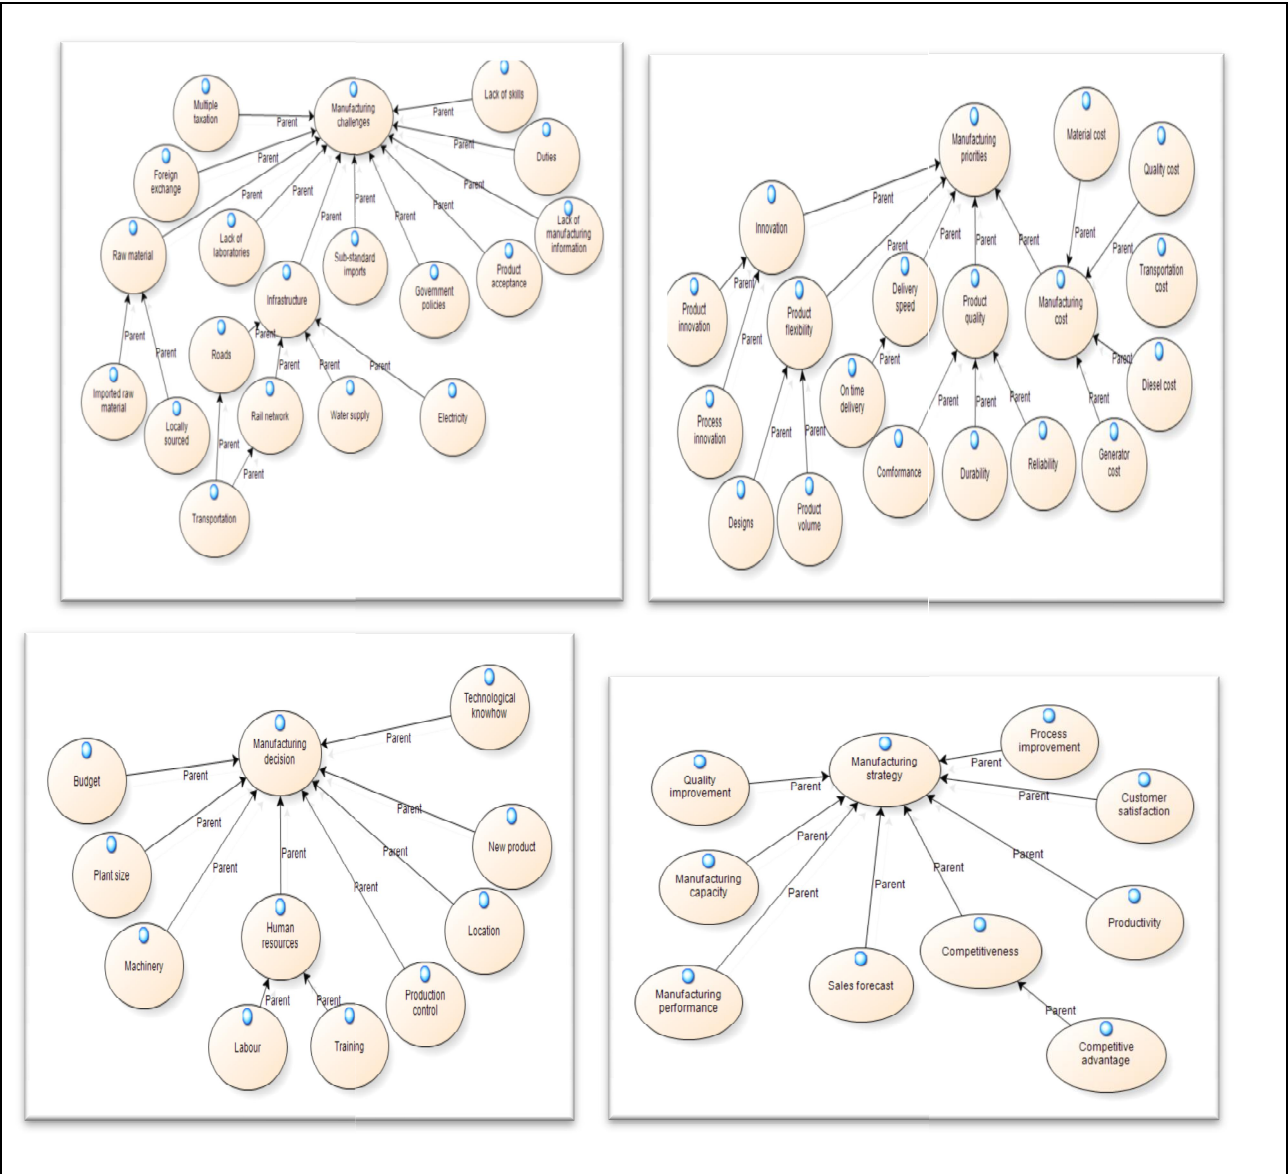 Multiple
taxation
Manufacturing
challenges
Lack of skills
Parent
Parent
Foreign
exchange
Parent
Parent
Duties
Raw material
Parent
Parent
Parent
Parent
Parent
Parent
Parent
Lack of
laboratories
Sub-standard
imports
Lack of
manufacturing
information
Infrastructure
Government
policies
Product
acceptance
Parent
Parent
Roads
Parent
Parent
Parent
Parent
Imported raw
material
Locally
sourced
Rail network
Water supply
Electricity
Parent
Parent
Transportation
Manufacturing
priorities
Material cost
Quality cost
Innovation
Parent
Parent
Parent
Parent
Parent
Parent
Parent
Product
innovation
Parent
Product
flexibility
Delivery
speed
Product
quality
Manufacturing
cost
Transportation
cost
Parent
Parent
Parent
Process
innovation
On time
delivery
Diesel cost
Parent
Parent
Parent
Parent
Parent
Parent
Designs
Product
volume
Comformance
Durability
Reliability
Generator
cost
Technological
knowhow
Manufacturing
decision
Parent
Budget
Parent
Parent
Parent
Plant size
Parent
Parent
Parent
Parent
New product
Machinery
Human
resources
Location
Parent
Parent
Production
control
Labour
Training
Process
improvement
Manufacturing
strategy
Parent
Quality
improvement
Parent
Parent
Customer
satisfaction
Parent
Parent
Manufacturing
capacity
Parent
Parent
Parent
Productivity
Competitiveness
Manufacturing
performance
Sales forecast
Parent
Competitive
advantage